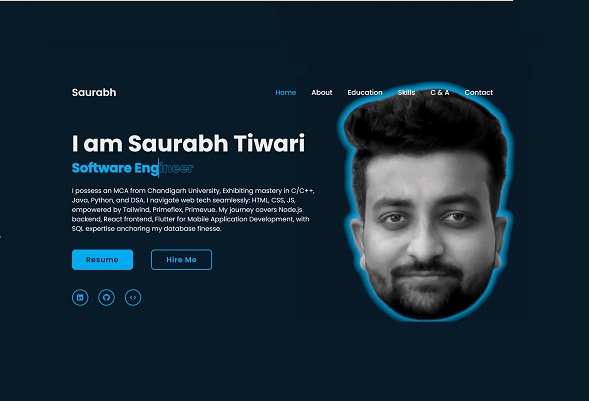 Saurabh
Home About Education Skills C & A Contact
I am Saurabh Tiwari
Software Engineer
I possess an MCA from Chandigarh University, Exhibiting mastery in C/C++,
Java, Python, and DSA. I navigate web tech seamlessly: HTML, CSS, JS,
empowered by Tailwind, Primeflex, Primevue. My journey covers Node.js
backend, React frontend, Flutter for Mobile Application Development, with
SQL expertise anchoring my database finesse.
Resume Hire Me